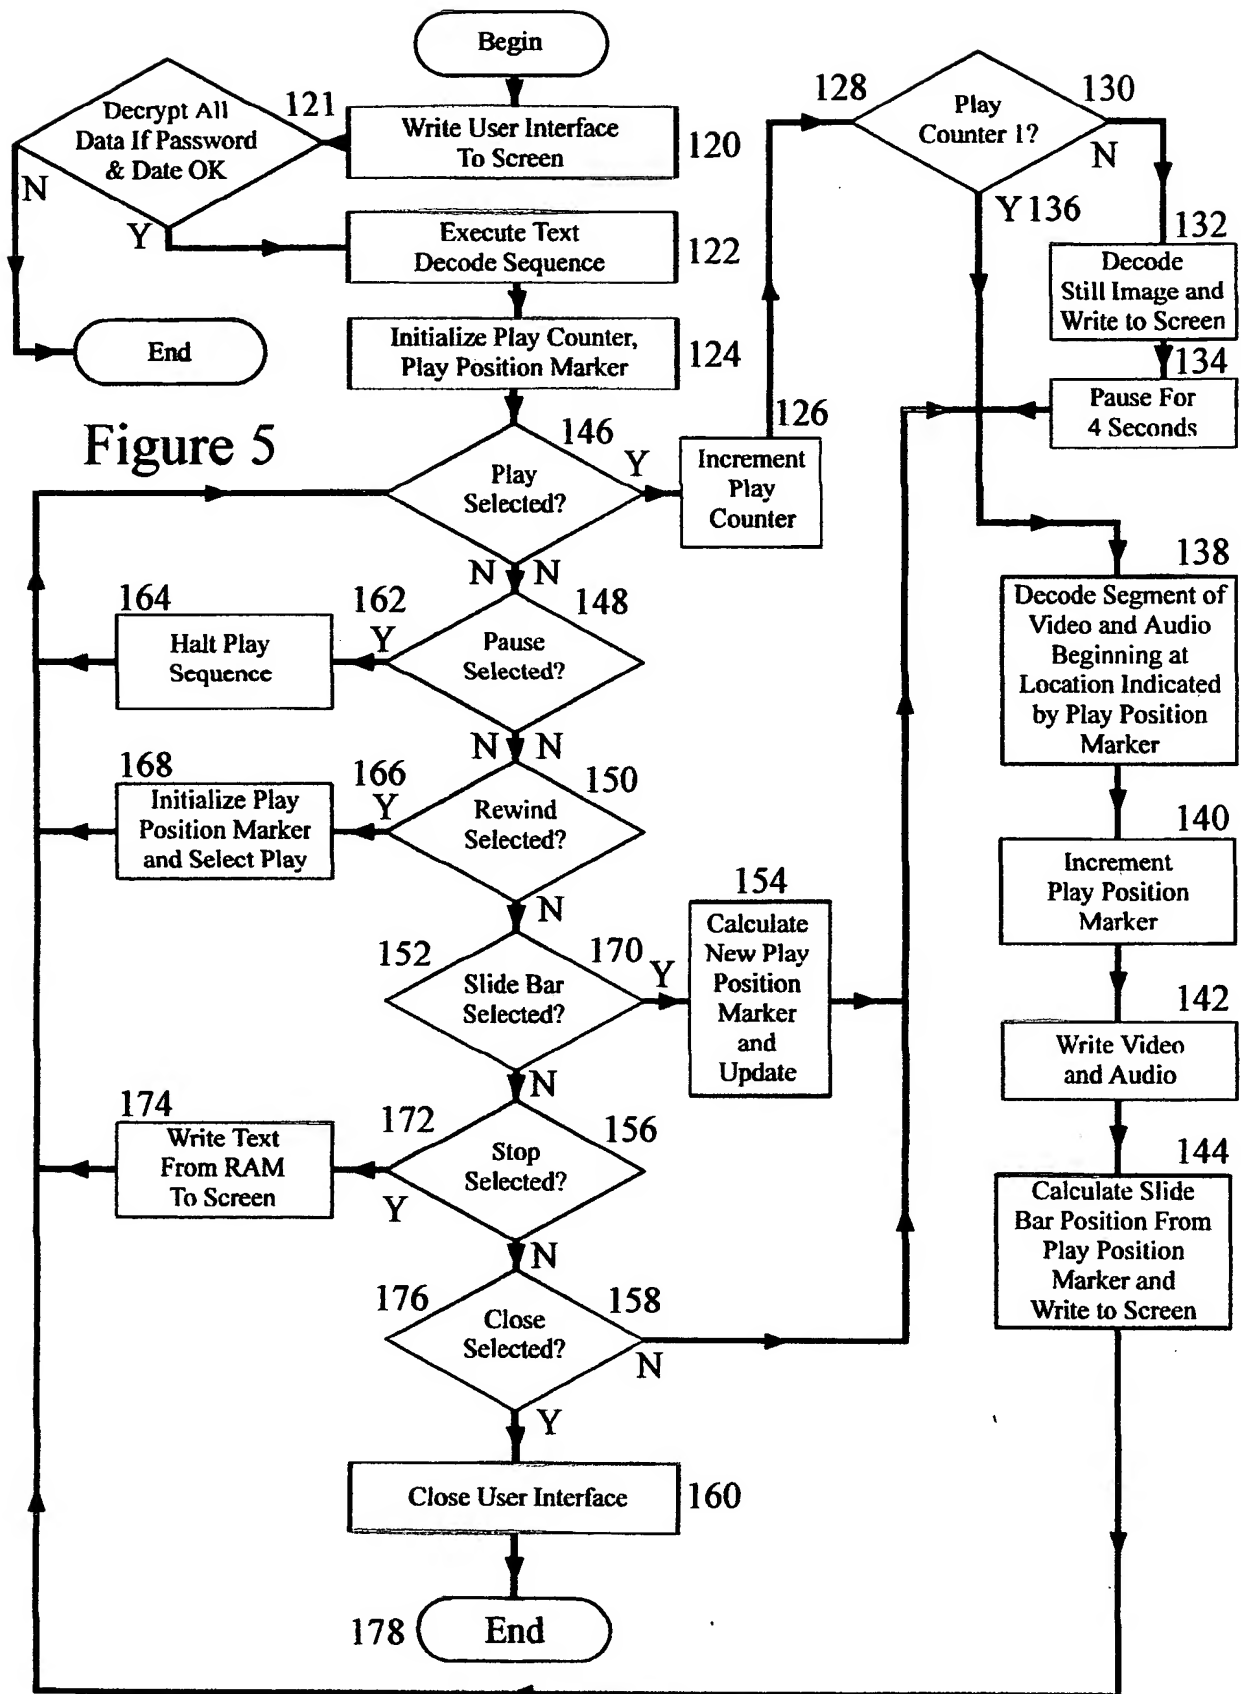 Begin
Decrypt All
Data If Password
& Date OK
121
N
Y
Write User Interface
To Screen
120
Execute Text
Decode Sequence
122
End
Initialize Play Counter,
Play Position Marker
124
Figure 5
146
Play
Selected?
Y
N N
126
Increment
Play
Counter
128
Play
Counter 1?
130
N
Y 136
132
Decode
Still Image and
Write to Screen
134
Pause For
4 Seconds
138
Decode Segment of
Video and Audio
Beginning at
Location Indicated
by Play Position
Marker
140
Increment
Play Position
Marker
142
Write Video
and Audio
144
Calculate Slide
Bar Position From
Play Position
Marker and
Write to Screen
164
Halt Play
Sequence
162
Y
148
Pause
Selected?
N N
168
Initialize Play
Position Marker
and Select Play
166
Y
150
Rewind
Selected?
N
152
Slide Bar
Selected?
170
Y
N
154
Calculate
New Play
Position
Marker
and
Update
174
Write Text
From RAM
To Screen
172
Y
156
Stop
Selected?
N
176
Close
Selected?
158
N
Y
Close User Interface
160
178
End